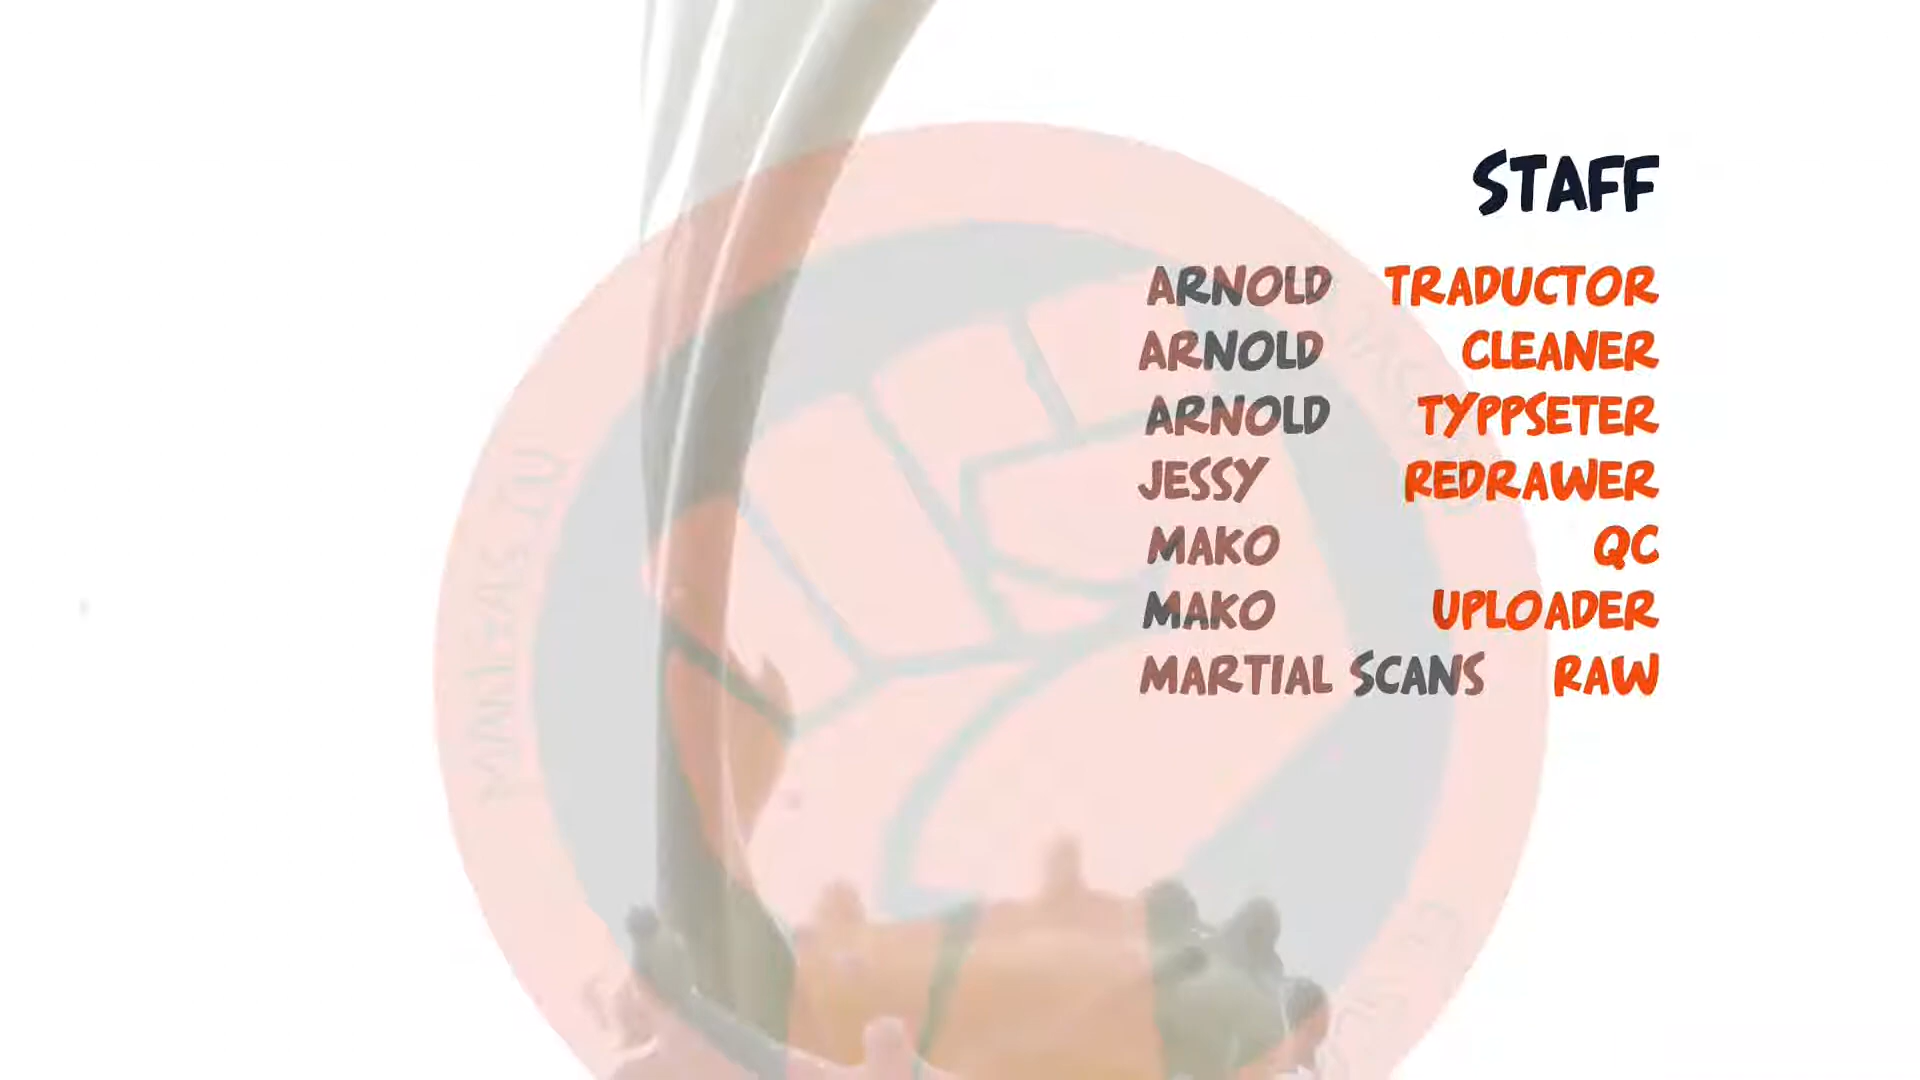 STAFF
ARNOLD TRADUCTOR
ARNOLD CLEANER
ARNOLD TYPPSETER
JESSY REDRAWER
MAKO QC
MAKO UPLOADER
MARTIAL SCANS RAW